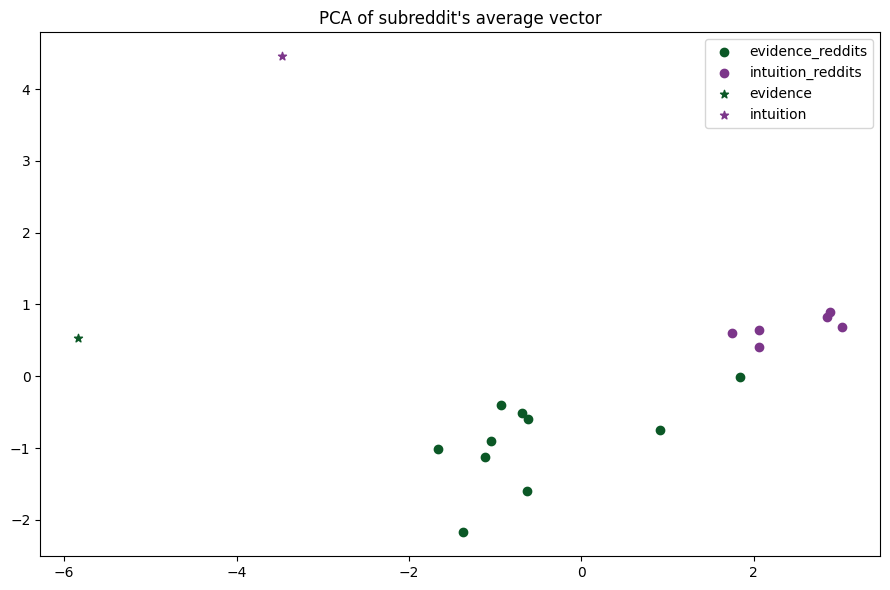 PCA of subreddit's average vector
evidence_reddits
intuition_reddits
evidence
intuition
4
3
2
1
0
−1
−2
−6
−4
−2
0
2